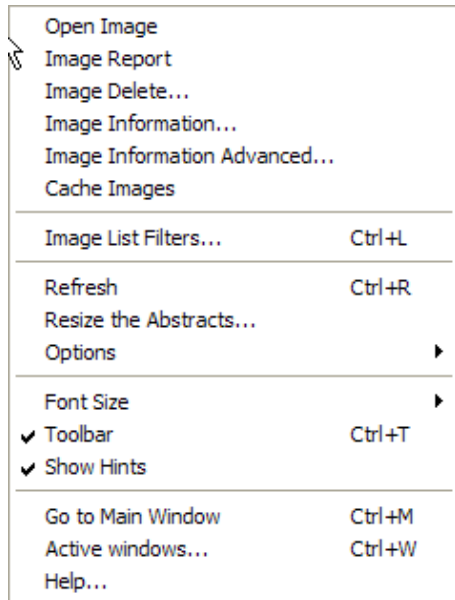 Open Image
Image Report
Image Delete...
Image Information...
Image Information Advanced...
Cache Images
Image List Filters... Ctrl+L
Refresh Ctrl+R
Resize the Abstracts...
Options
Font Size
Toolbar Ctrl+T
Show Hints
Go to Main Window Ctrl+M
Active windows... Ctrl+W
Help...